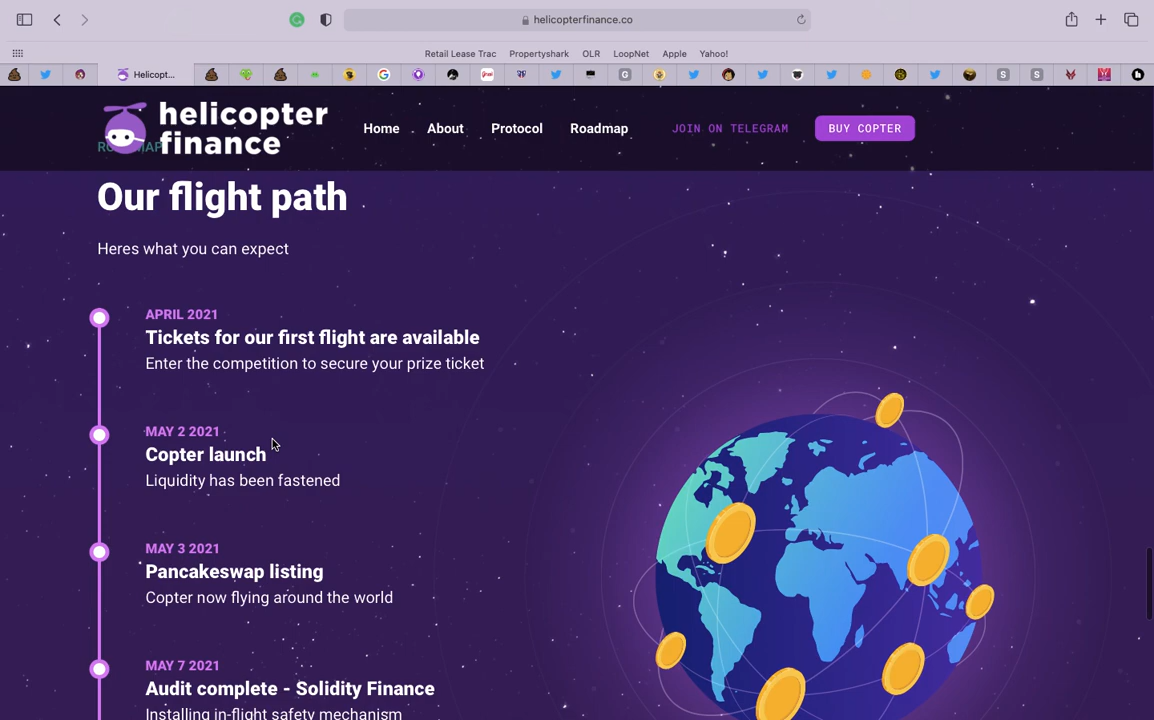 helicopterfinance.co
Retail Lease Trac Propertyshark OLR LoopNet Apple Yahoo!
Helicopt...
helicopter
finance
Home About Protocol Roadmap JOIN ON TELEGRAM BUY COPTER
ROADMAP
Our flight path
Heres what you can expect
APRIL 2021
Tickets for our first flight are available
Enter the competition to secure your prize ticket
MAY 2 2021
Copter launch
Liquidity has been fastened
MAY 3 2021
Pancakeswap listing
Copter now flying around the world
MAY 7 2021
Audit complete - Solidity Finance
Installing in-flight safety mechanism